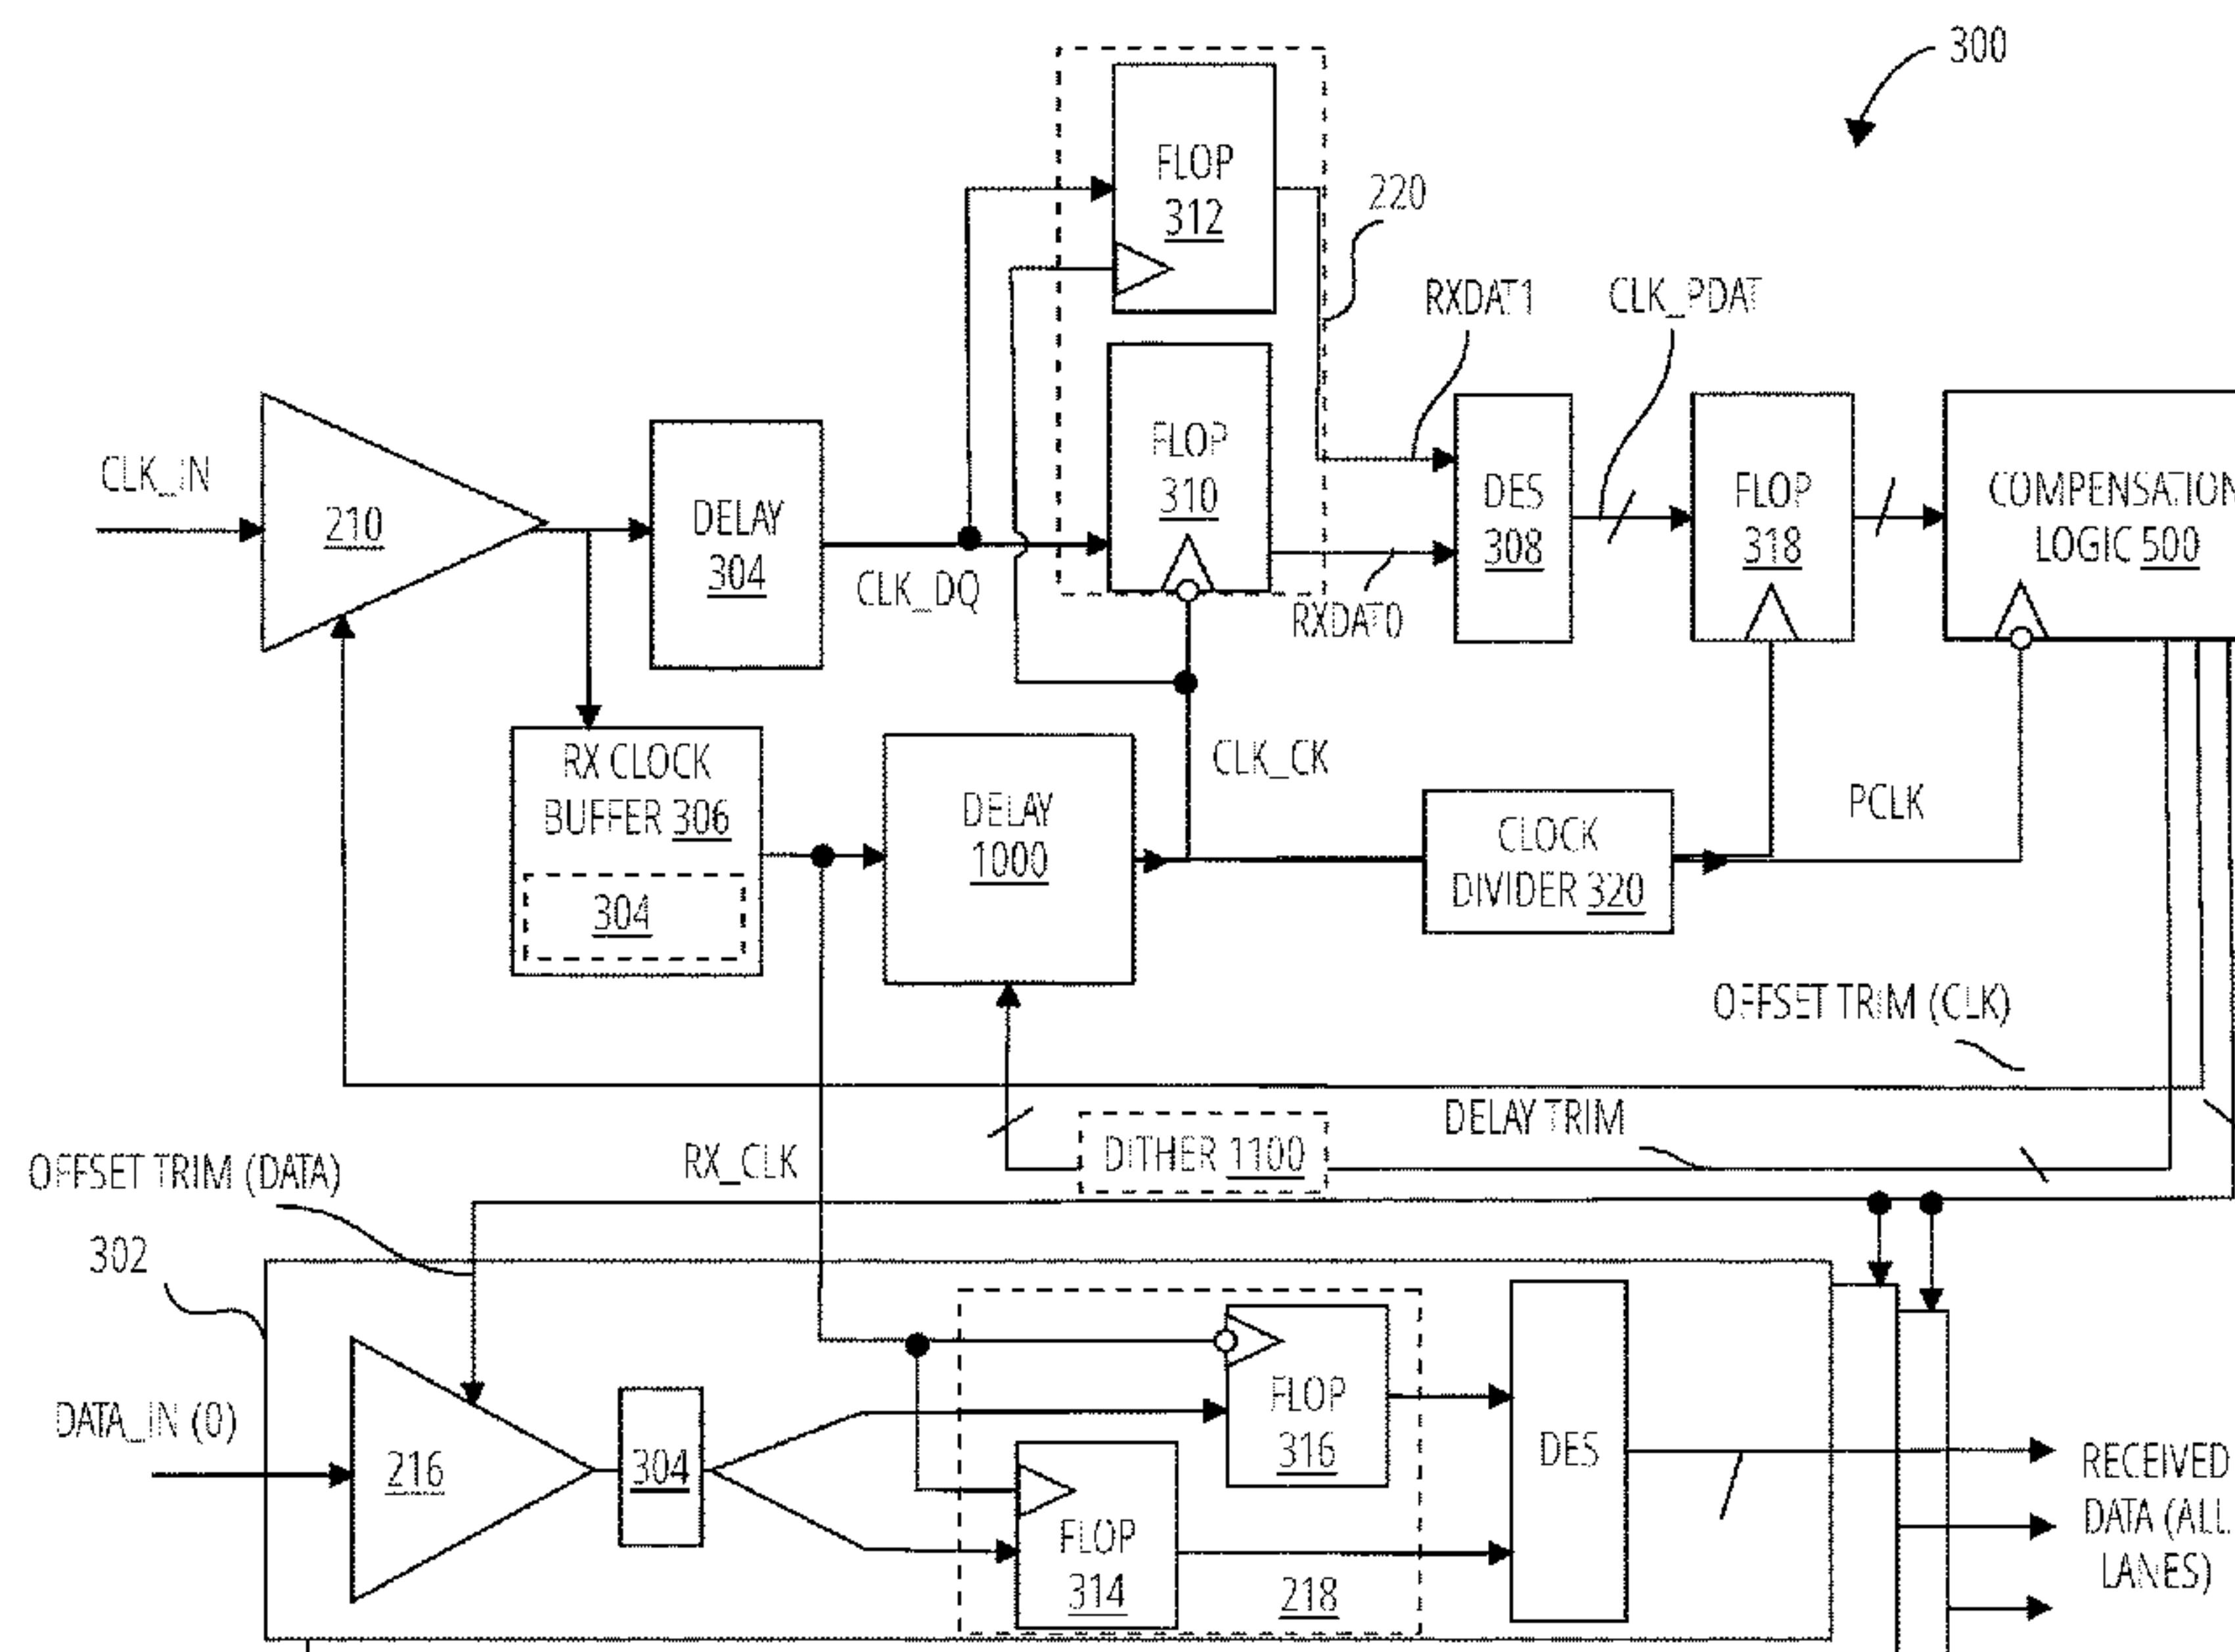 300
FLOP
312
220
RXDAT1
CLK_PDAT
CLK_IN
210
DELAY
304
CLK_DQ
FLOP
310
RXDAT0
DES
308
FLOP
318
COMPENSATION
LOGIC 500
RX CLOCK
BUFFER 306
304
DELAY
1000
CLK_CK
CLOCK
DIVIDER 320
PCLK
OFFSET TRIM (CLK)
DELAY TRIM
DITHER 1100
RX_CLK
OFFSET TRIM (DATA)
302
DATA_IN (0)
216
304
FLOP
316
FLOP
314
218
DES
RECEIVED
DATA (ALL
LANES)